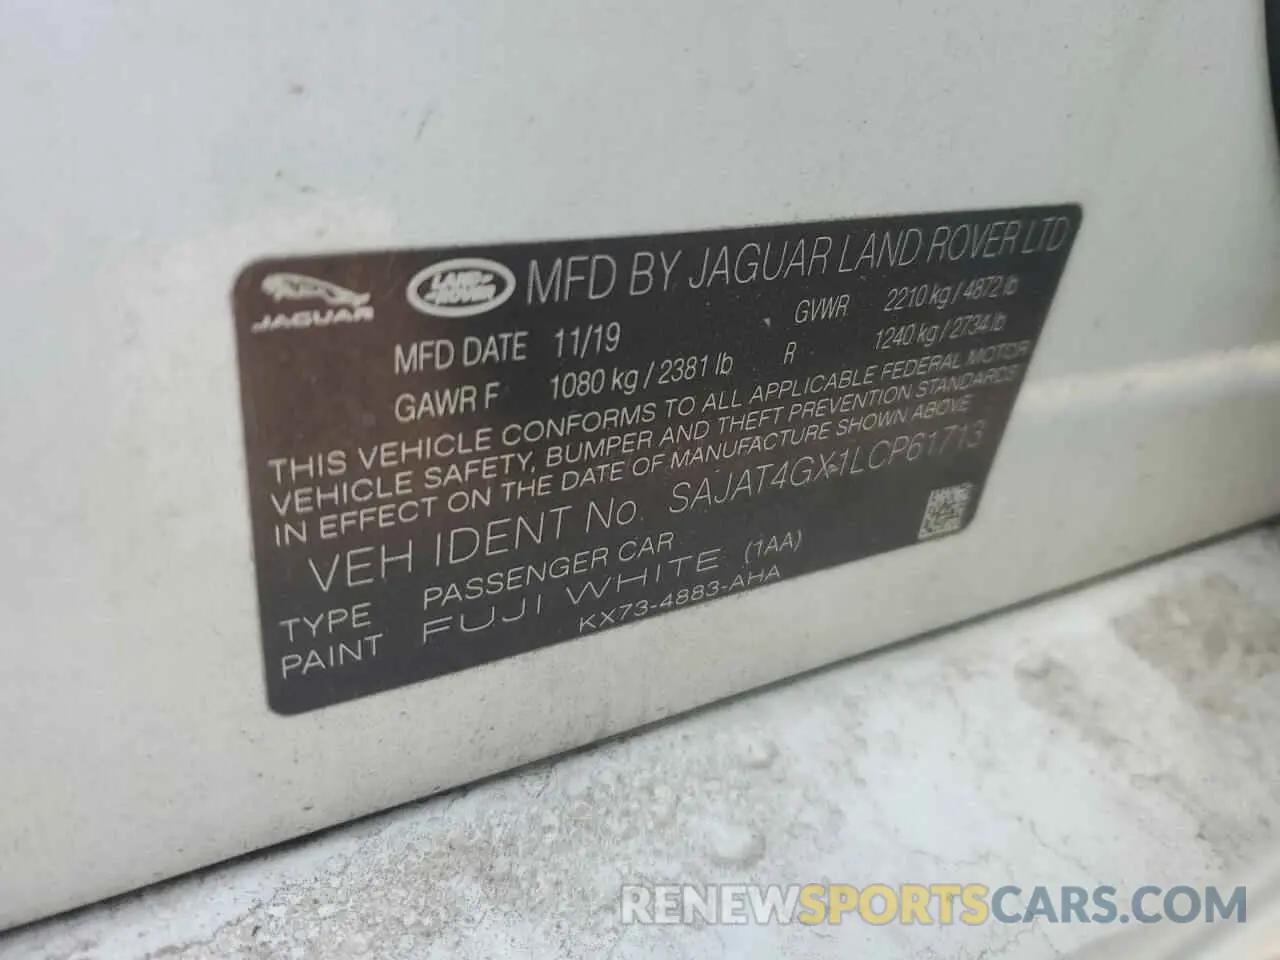 JAGUAR
LAND ROVER
MFD BY JAGUAR LAND ROVER LTD
MFD DATE 11/19 GVWR 2210 kg / 4872 lb
GAWR F 1080 kg / 2381 lb R 1240 kg / 2734 lb
THIS VEHICLE CONFORMS TO ALL APPLICABLE FEDERAL MOTOR
VEHICLE SAFETY, BUMPER AND THEFT PREVENTION STANDARDS
IN EFFECT ON THE DATE OF MANUFACTURE SHOWN ABOVE
VEH IDENT No. SAJAT4GX1LCP61713
TYPE PASSENGER CAR
PAINT FUJI WHITE (1AA)
KX73-4883-AHA
RENEWSPORTSCARS.COM